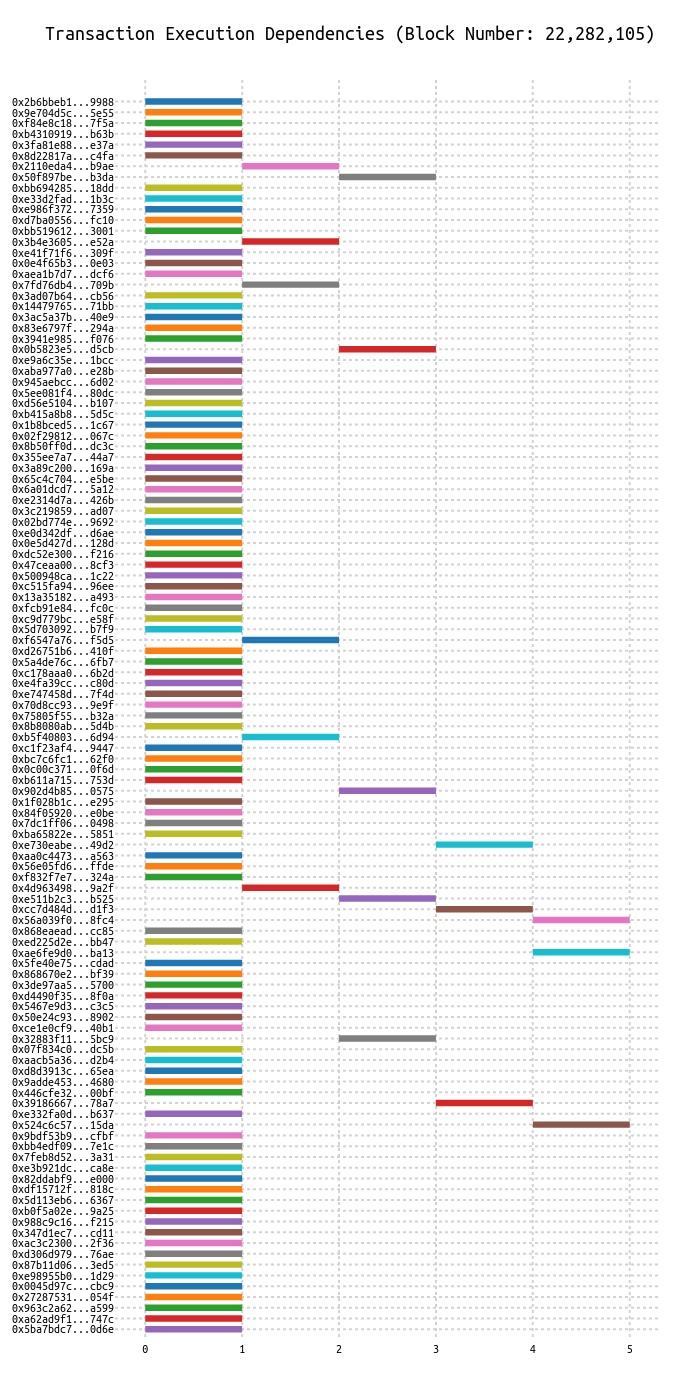 Transaction Execution Dependencies (Block Number: 22,282,105)
0x2b6bbeb1...9988
0x9e704d5c...5e55
0xf84e8c18...7f5a
0xb4310919...b63b
0x3fa81e88...e37a
0x8d22817a...c4fa
0x2110eda4...b9ae
0x50f897be...b3da
0xbb694285...18dd
0xe33d2fad...1b3c
0xe986f372...7359
0xd7ba0556...fc10
0xbb519612...3001
0x3b4e3605...e52a
0xe41f71f6...309f
0x0e4f65b3...0e03
0xaea1b7d7...dcf6
0x7fd76db4...709b
0x3ad07b64...cb56
0x14479765...71bb
0x3ac5a37b...40e9
0x83e6797f...294a
0x3941e985...f076
0x0b5823e5...d5cb
0xe9a6c35e...1bcc
0xaba977a0...e28b
0x945aebcc...6d02
0x5ee081f4...80dc
0xd56e5104...b107
0xb415a8b8...5d5c
0x1b8bced5...1c67
0x02f29812...067c
0x8b50ff0d...dc3c
0x355ee7a7...44a7
0x3a89c200...169a
0x65c4c704...e5be
0x6a01dcd7...5a12
0xe2314d7a...426b
0x3c219859...ad07
0x02bd774e...9692
0xe0d342df...d6ae
0x0e5d427d...128d
0xdc52e300...f216
0x47ceaa00...8cf3
0x500948ca...1c22
0xc515fa94...96ee
0x13a35182...a493
0xfcb91e84...fc0c
0xc9d779bc...e58f
0x5d703092...b7f9
0xf6547a76...f5d5
0xd26751b6...410f
0x5a4de76c...6fb7
0xc178aaa0...6b2d
0xe4fa39cc...c80d
0xe747458d...7f4d
0x70d8cc93...9e9f
0x75805f55...b32a
0x8b8080ab...5d4b
0xb5f40803...6d94
0xc1f23af4...9447
0xbc7c6fc1...62f0
0x0c00c371...0f6d
0xb611a715...753d
0x902d4b85...0575
0x1f028b1c...e295
0x84f05920...e0be
0x7dc1ff06...0498
0xba65822e...5851
0xe730eabe...49d2
0xaa0c4473...a563
0x56e05fd6...ffde
0xf832f7e7...324a
0x4d963498...9a2f
0xe511b2c3...b525
0xcc7d484d...d1f3
0x56a039f0...8fc4
0x868eaead...cc85
0xed225d2e...bb47
0xae6fe9d0...ba13
0x5fe40e75...cdad
0x868670e2...bf39
0x3de97aa5...5700
0xd4490f35...8f0a
0x5467e9d3...c3c5
0x50e24c93...8902
0xce1e0cf9...40b1
0x32883f11...5bc9
0x07f834c0...dc5b
0xaacb5a36...d2b4
0xd8d3913c...65ea
0x9adde453...4680
0x446cfe32...00bf
0x39186667...78a7
0xe332fa0d...b637
0x524c6c57...15da
0x9bdf53b9...cfbf
0xbb4edf09...7e1c
0x7feb8d52...3a31
0xe3b921dc...ca8e
0x82ddabf9...e000
0xdf15712f...818c
0x5d113eb6...6367
0xb0f5a02e...9a25
0x988c9c16...f215
0x347d1ec7...cd11
0xac3c2300...2f36
0xd306d979...76ae
0x87b11d06...3ed5
0xe98955b0...1d29
0x0045d97c...cbc9
0x27287531...054f
0x963c2a62...a599
0xa62ad9f1...747c
0x5ba7bdc7...0d6e
0 1 2 3 4 5